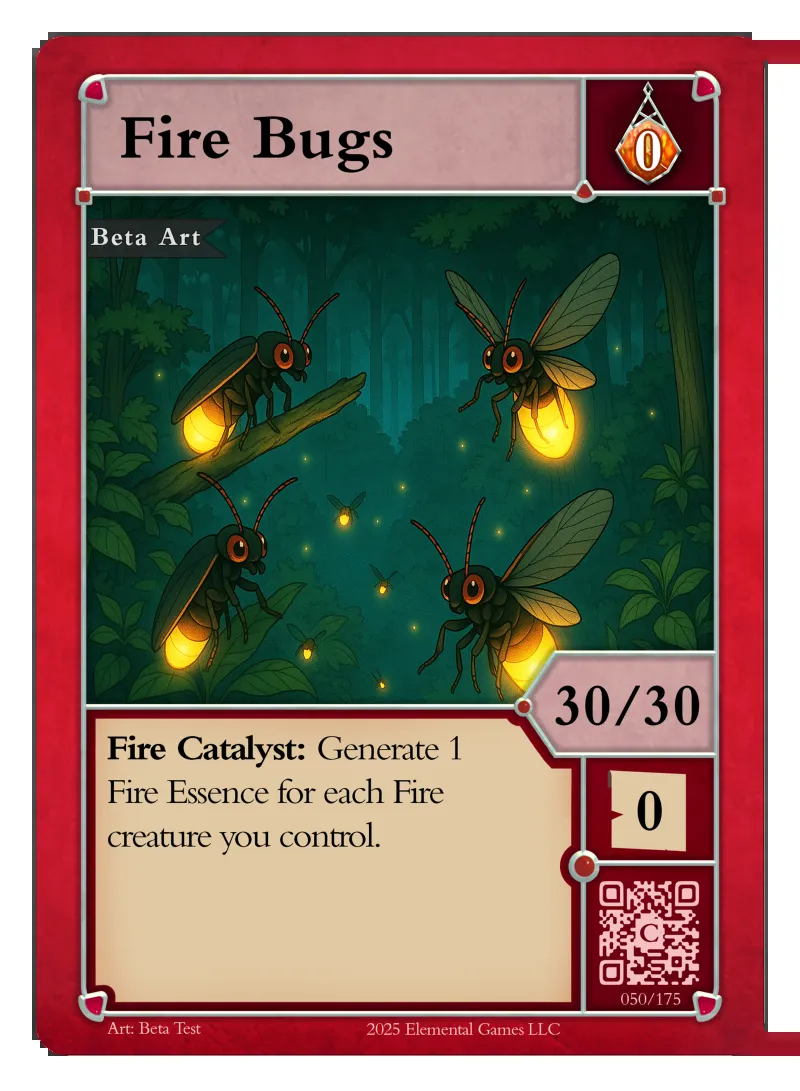 Fire Bugs
0
Beta Art
30/30
Fire Catalyst: Generate 1
Fire Essence for each Fire
creature you control.
0
C
050/175
Art: Beta Test
2025 Elemental Games LLC